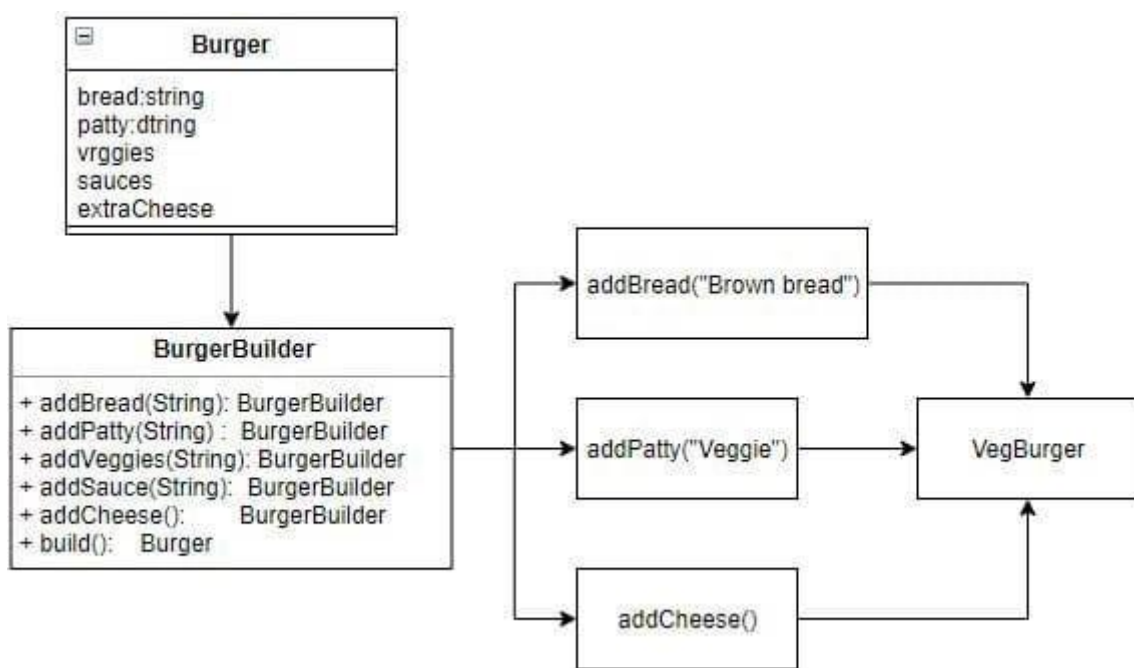 Burger
bread:string
patty:dtring
vrggies
sauces
extraCheese
BurgerBuilder
+ addBread(String): BurgerBuilder
+ addPatty(String) : BurgerBuilder
+ addVeggies(String): BurgerBuilder
+ addSauce(String): BurgerBuilder
+ addCheese(): BurgerBuilder
+ build(): Burger
addBread("Brown bread")
addPatty("Veggie")
addCheese()
VegBurger